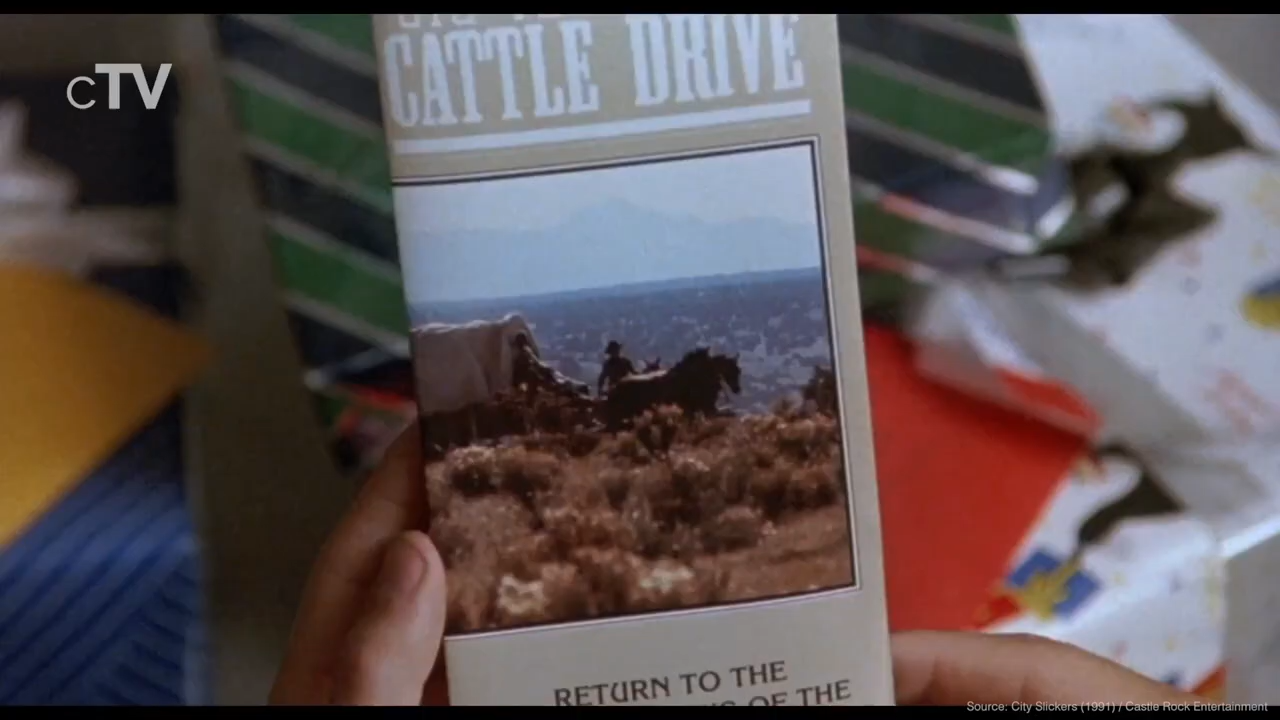 cTV
CATTLE DRIVE
RETURN TO THE
OF THE
Source: City Slickers (1991) / Castle Rock Entertainment